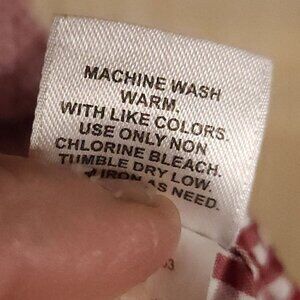 MACHINE WASH
WARM.
WITH LIKE COLORS.
USE ONLY NON
CHLORINE BLEACH.
TUMBLE DRY LOW.
IRON AS NEED.